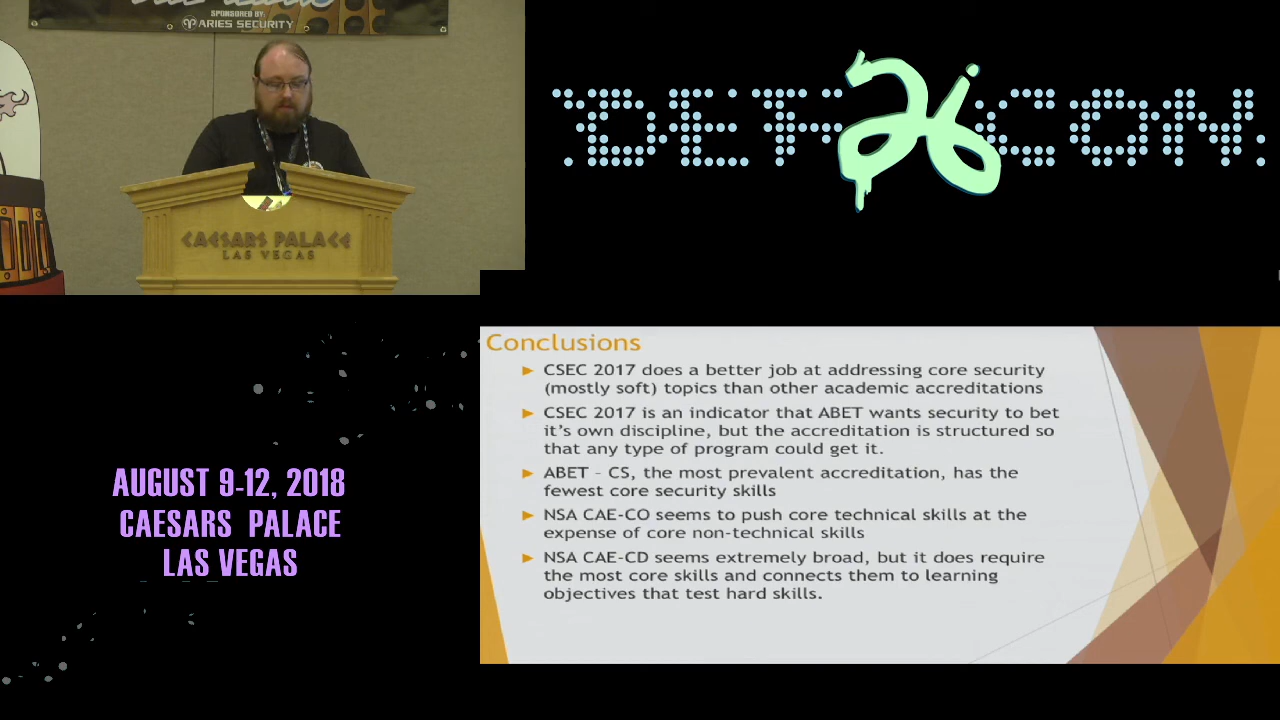 SPONSORED BY:
ARIES SECURITY
CAESARS PALACE
LAS VEGAS
DEF 26 CON
AUGUST 9-12, 2018
CAESARS PALACE
LAS VEGAS
Conclusions
CSEC 2017 does a better job at addressing core security
(mostly soft) topics than other academic accreditations
CSEC 2017 is an indicator that ABET wants security to bet
it's own discipline, but the accreditation is structured so
that any type of program could get it.
ABET - CS, the most prevalent accreditation, has the
fewest core security skills
NSA CAE-CO seems to push core technical skills at the
expense of core non-technical skills
NSA CAE-CD seems extremely broad, but it does require
the most core skills and connects them to learning
objectives that test hard skills.